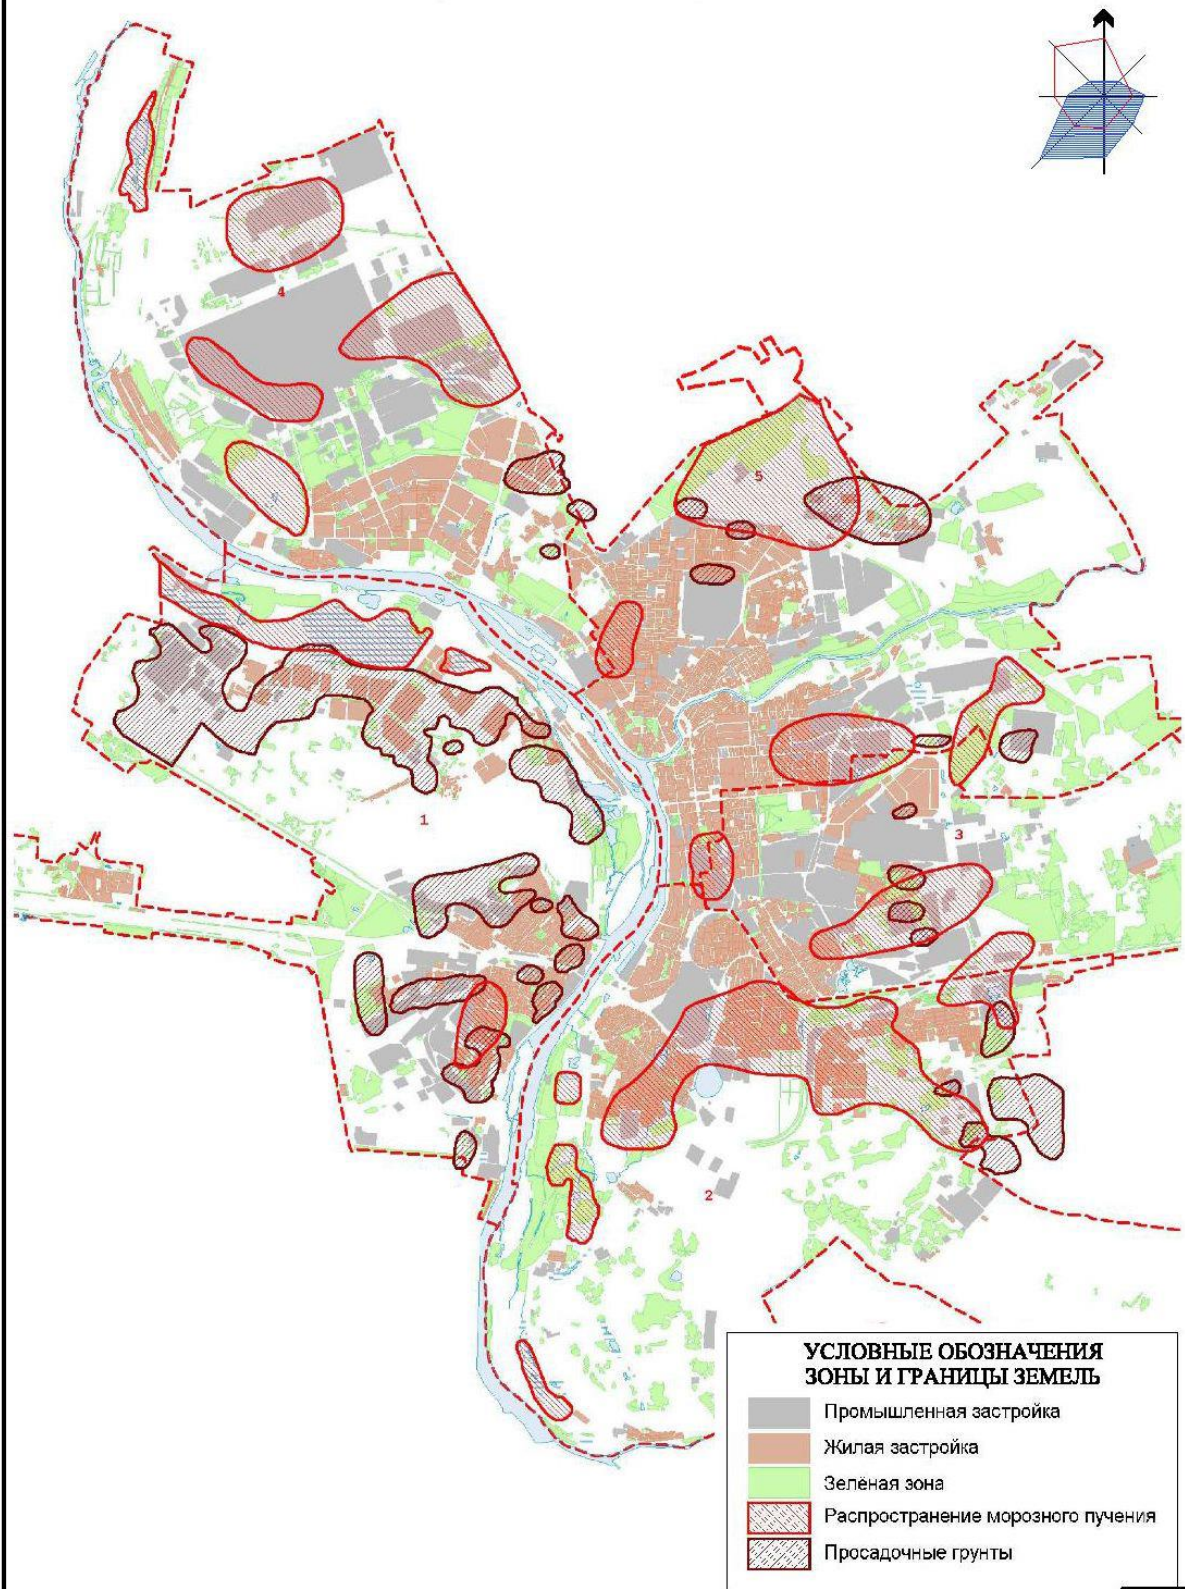 4
5
1
3
2
УСЛОВНЫЕ ОБОЗНАЧЕНИЯ
ЗОНЫ И ГРАНИЦЫ ЗЕМЕЛЬ
Промышленная застройка
Жилая застройка
Зелёная зона
Распространение морозного пучения
Просадочные грунты